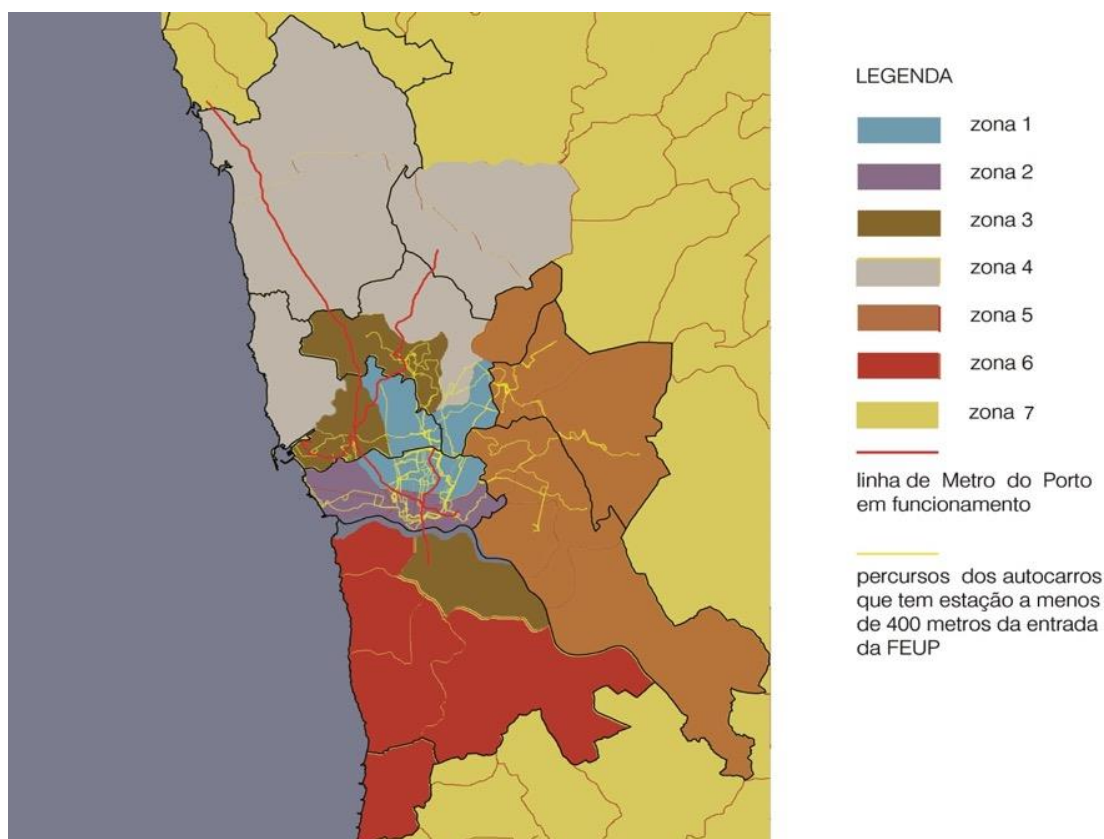 LEGENDA
zona 1
zona 2
zona 3
zona 4
zona 5
zona 6
zona 7
linha de Metro do Porto
em funcionamento
percursos dos autocarros
que tem estação a menos
de 400 metros da entrada
da FEUP